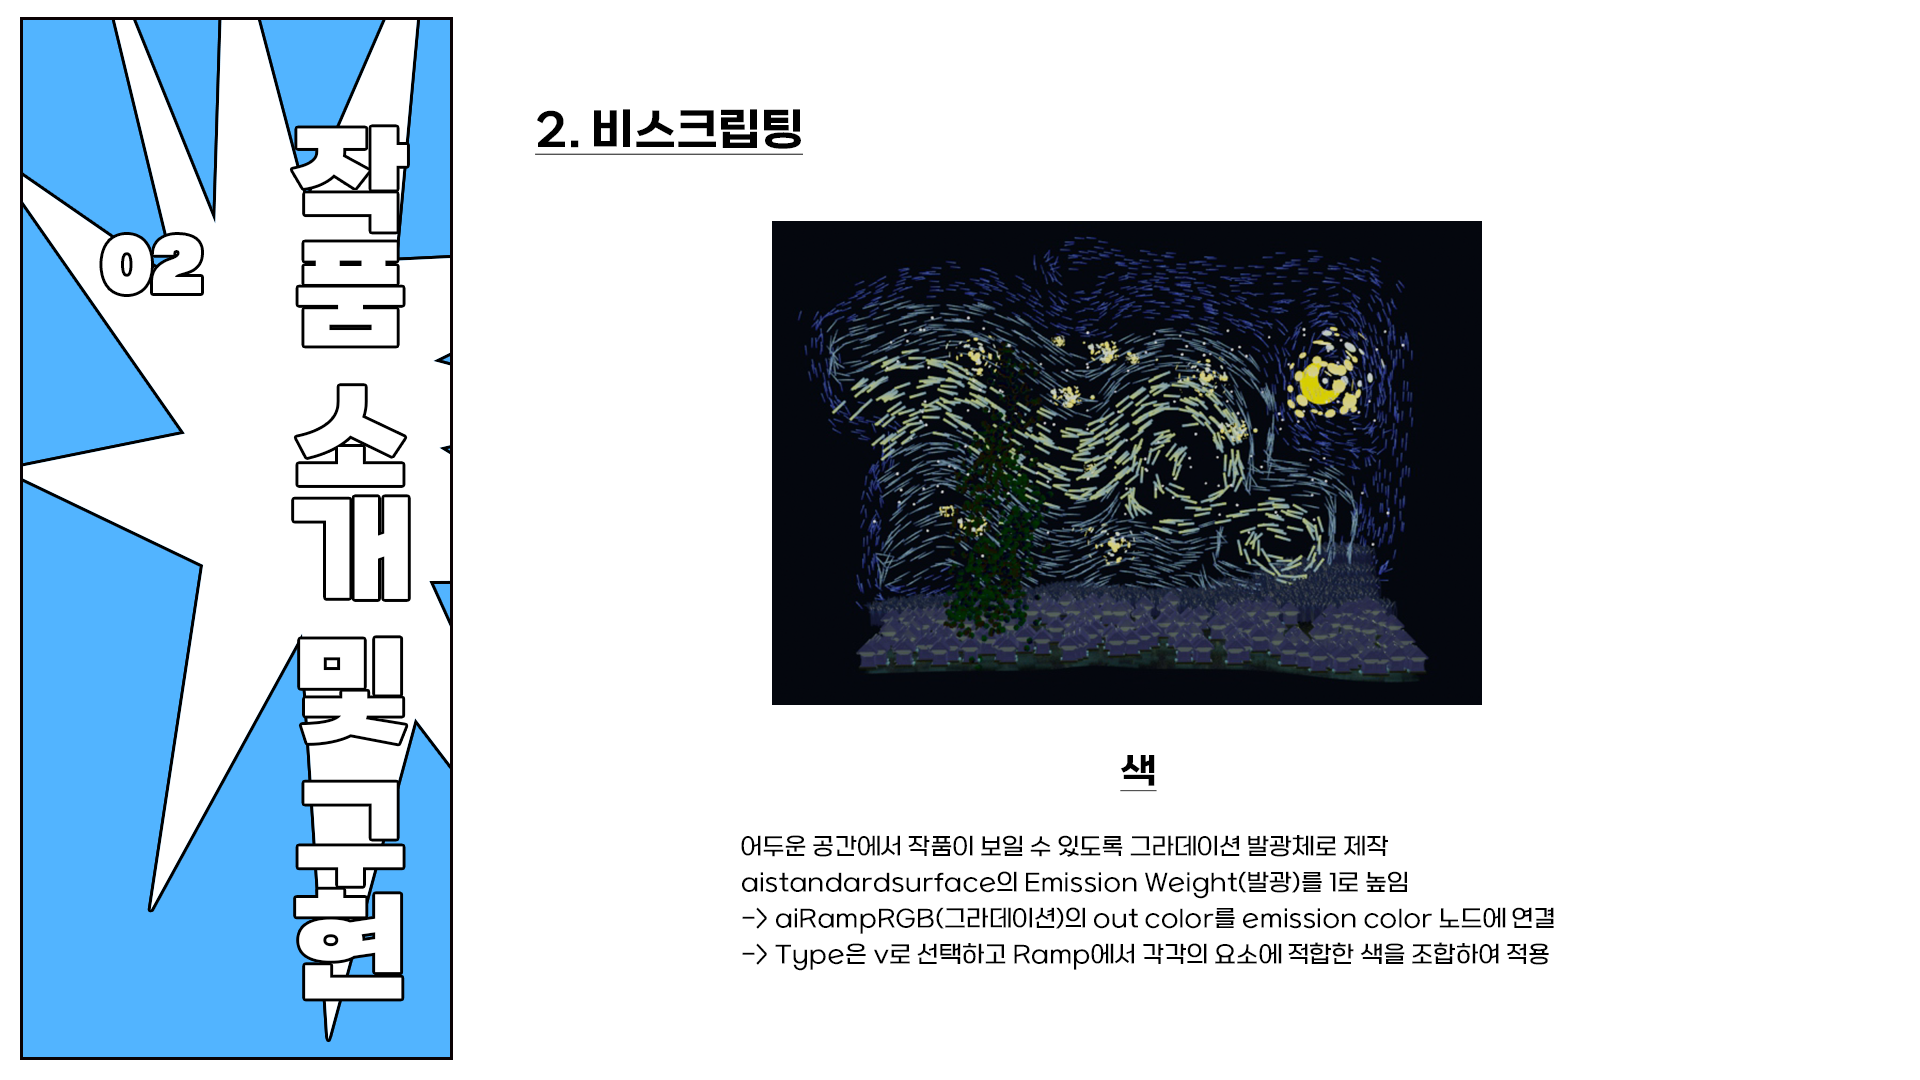 02
작품 소개 및 구현
2. 비스크립팅
색
어두운 공간에서 작품이 보일 수 있도록 그라데이션 발광체로 제작
aistandardsurface의 Emission Weight(발광)를 1로 높임
-> aiRampRGB(그라데이션)의 out color를 emission color 노드에 연결
-> Type은 v로 선택하고 Ramp에서 각각의 요소에 적합한 색을 조합하여 적용